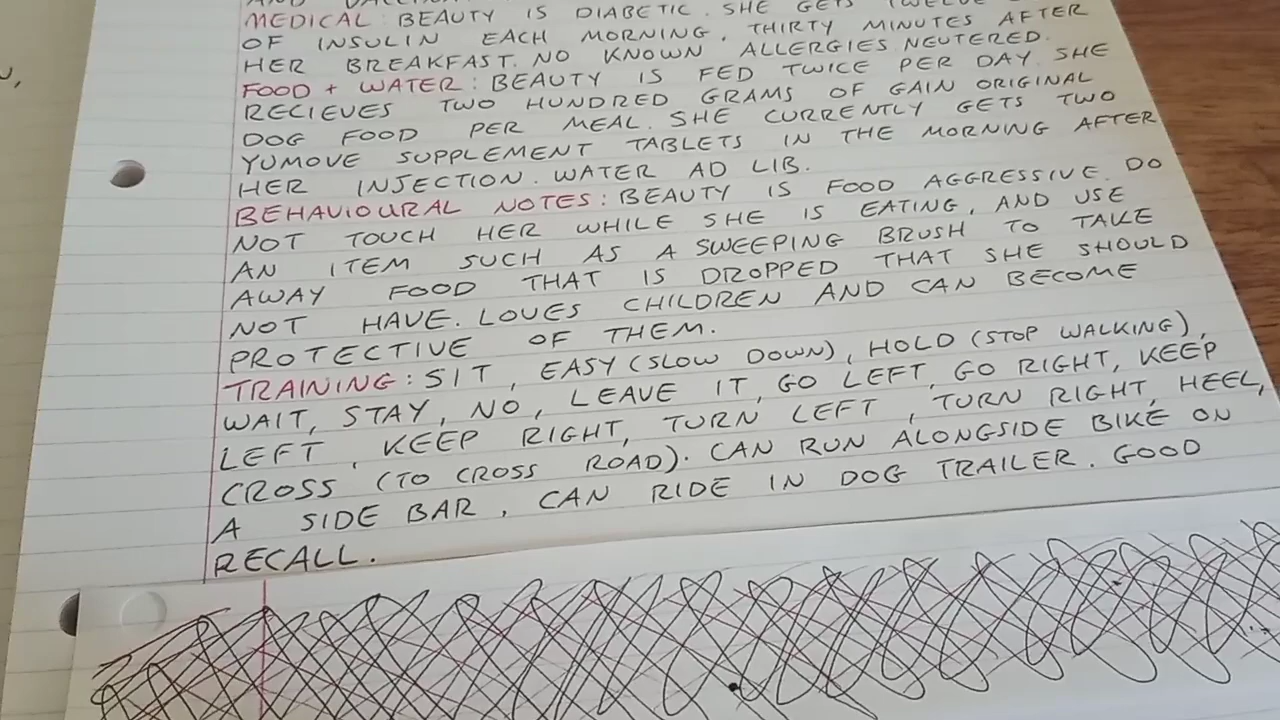 MEDICAL: BEAUTY IS DIABETIC. SHE GETS TWELVE
OF INSULIN EACH MORNING, THIRTY MINUTES AFTER
HER BREAKFAST. NO KNOWN ALLERGIES. NEUTERED.
FOOD + WATER: BEAUTY IS FED TWICE PER DAY. SHE
RECIEVES TWO HUNDRED GRAMS OF GAIN ORIGINAL
DOG FOOD PER MEAL. SHE CURRENTLY GETS TWO
YUMOVE SUPPLEMENT TABLETS IN THE MORNING AFTER
HER INJECTION. WATER AD LIB.
BEHAVIOURAL NOTES: BEAUTY IS FOOD AGGRESSIVE. DO
NOT TOUCH HER WHILE SHE IS EATING, AND USE
AN ITEM SUCH AS A SWEEPING BRUSH TO TAKE
AWAY FOOD THAT IS DROPPED THAT SHE SHOULD
NOT HAVE. LOVES CHILDREN AND CAN BECOME
PROTECTIVE OF THEM.
TRAINING: SIT, EASY (SLOW DOWN), HOLD (STOP WALKING),
WAIT, STAY, NO, LEAVE IT, GO LEFT, GO RIGHT, KEEP
LEFT, KEEP RIGHT, TURN LEFT, TURN RIGHT, HEEL,
CROSS (TO CROSS ROAD). CAN RUN ALONGSIDE BIKE ON
A SIDE BAR, CAN RIDE IN DOG TRAILER. GOOD
RECALL.